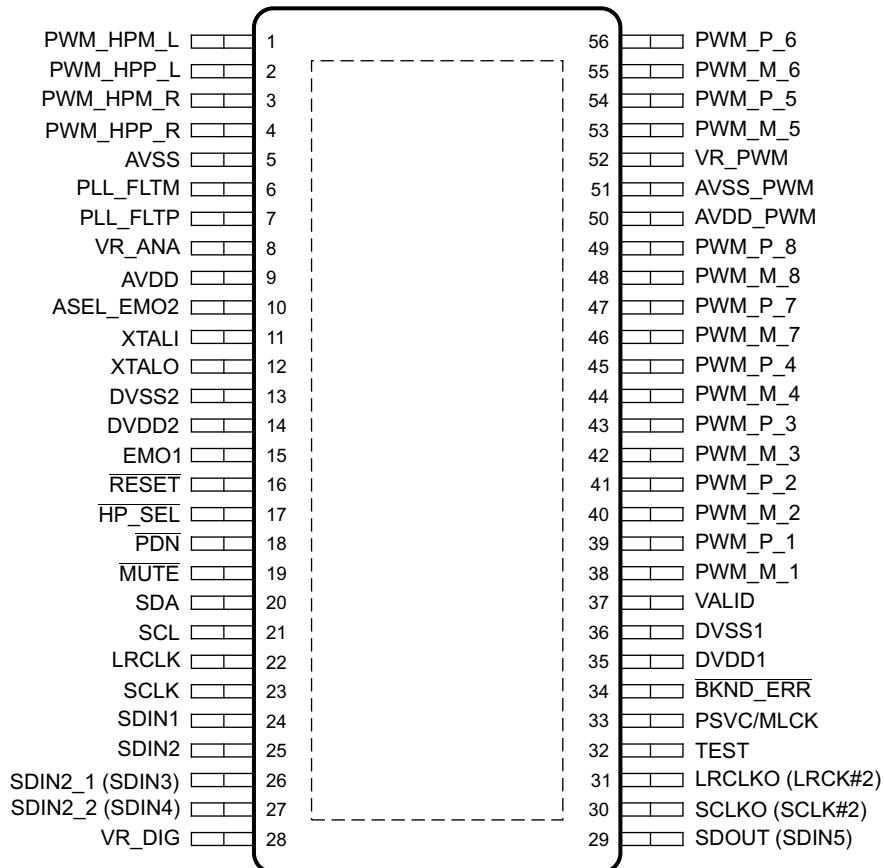 PWM_HPM_L 1 56 PWM_P_6
PWM_HPP_L 2 55 PWM_M_6
PWM_HPM_R 3 54 PWM_P_5
PWM_HPP_R 4 53 PWM_M_5
AVSS 5 52 VR_PWM
PLL_FLTM 6 51 AVSS_PWM
PLL_FLTP 7 50 AVDD_PWM
VR_ANA 8 49 PWM_P_8
AVDD 9 48 PWM_M_8
ASEL_EMO2 10 47 PWM_P_7
XTALI 11 46 PWM_M_7
XTALO 12 45 PWM_P_4
DVSS2 13 44 PWM_M_4
DVDD2 14 43 PWM_P_3
EMO1 15 42 PWM_M_3
RESET 16 41 PWM_P_2
HP_SEL 17 40 PWM_M_2
PDN 18 39 PWM_P_1
MUTE 19 38 PWM_M_1
SDA 20 37 VALID
SCL 21 36 DVSS1
LRCLK 22 35 DVDD1
SCLK 23 34 BKND_ERR
SDIN1 24 33 PSVC/MLCK
SDIN2 25 32 TEST
SDIN2_1 (SDIN3) 26 31 LRCLKO (LRCK#2)
SDIN2_2 (SDIN4) 27 30 SCLKO (SCLK#2)
VR_DIG 28 29 SDOUT (SDIN5)